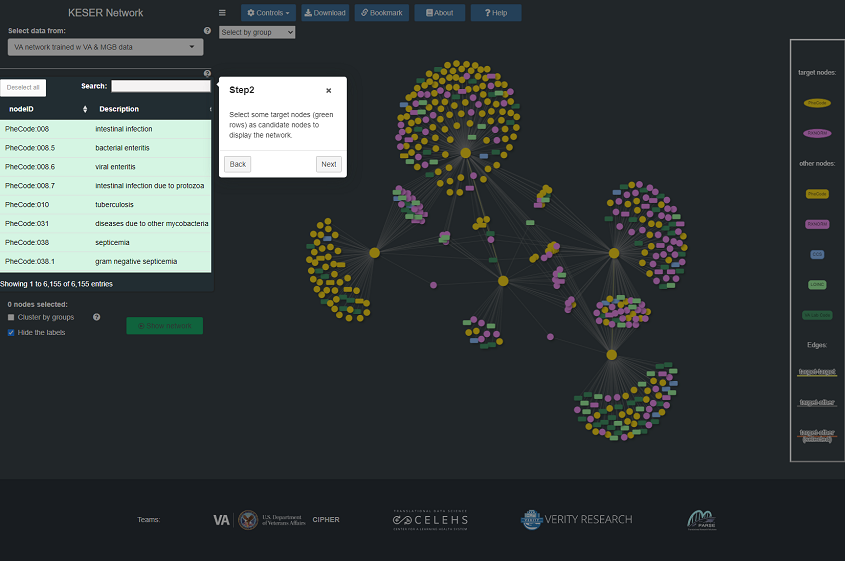 KESER Network
Controls
Download
Bookmark
About
Help
Select data from:
VA network trained w VA & MGB data
Select by group
Deselect all
Search:
nodeID
Description
PheCode:008
intestinal infection
PheCode:008.5
bacterial enteritis
PheCode:008.6
viral enteritis
PheCode:008.7
intestinal infection due to protozoa
PheCode:010
tuberculosis
PheCode:031
diseases due to other mycobacteria
PheCode:038
septicemia
PheCode:038.1
gram negative septicemia
Showing 1 to 6,155 of 6,155 entries
0 nodes selected:
Cluster by groups
Hide the labels
Show network
Step2
×
Select some target nodes (green
rows) as candidate nodes to
display the network.
Back
Next
target nodes:
PheCode
RXNORM
other nodes:
PheCode
RXNORM
CCS
LOINC
VA Lab Code
Edges:
target-target
target-other
target-other
(selected)
Teams:
VA
U.S. Department
of Veterans Affairs
CIPHER
TRANSLATIONAL DATA SCIENCE
CELEHS
CENTER FOR A LEARNING HEALTH SYSTEM
VERITY RESEARCH
PARSE